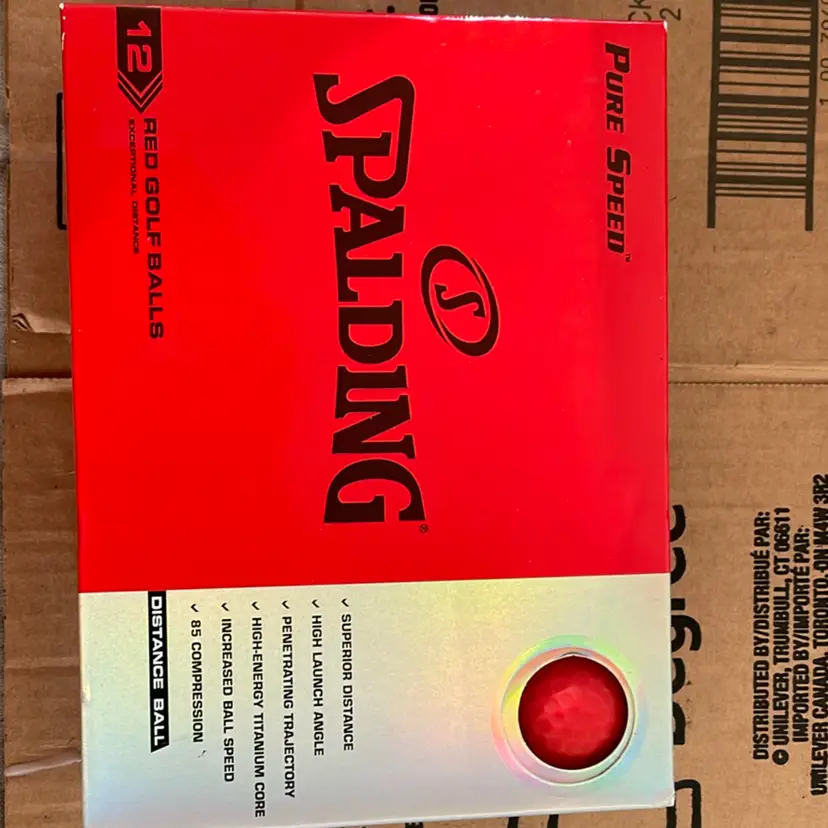 PURE SPEED™
S
SPALDING®
12
RED GOLF BALLS
EXCEPTIONAL DISTANCE
✓ SUPERIOR DISTANCE
✓ HIGH LAUNCH ANGLE
✓ PENETRATING TRAJECTORY
✓ HIGH-ENERGY TITANIUM CORE
✓ INCREASED BALL SPEED
✓ 85 COMPRESSION
DISTANCE BALL
DISTRIBUTED BY/DISTRIBUÉ PAR:
© UNILEVER, TRUMBULL, CT 06611
IMPORTED BY/IMPORTÉ PAR:
UNILEVER CANADA, TORONTO, ON M4W 3R2